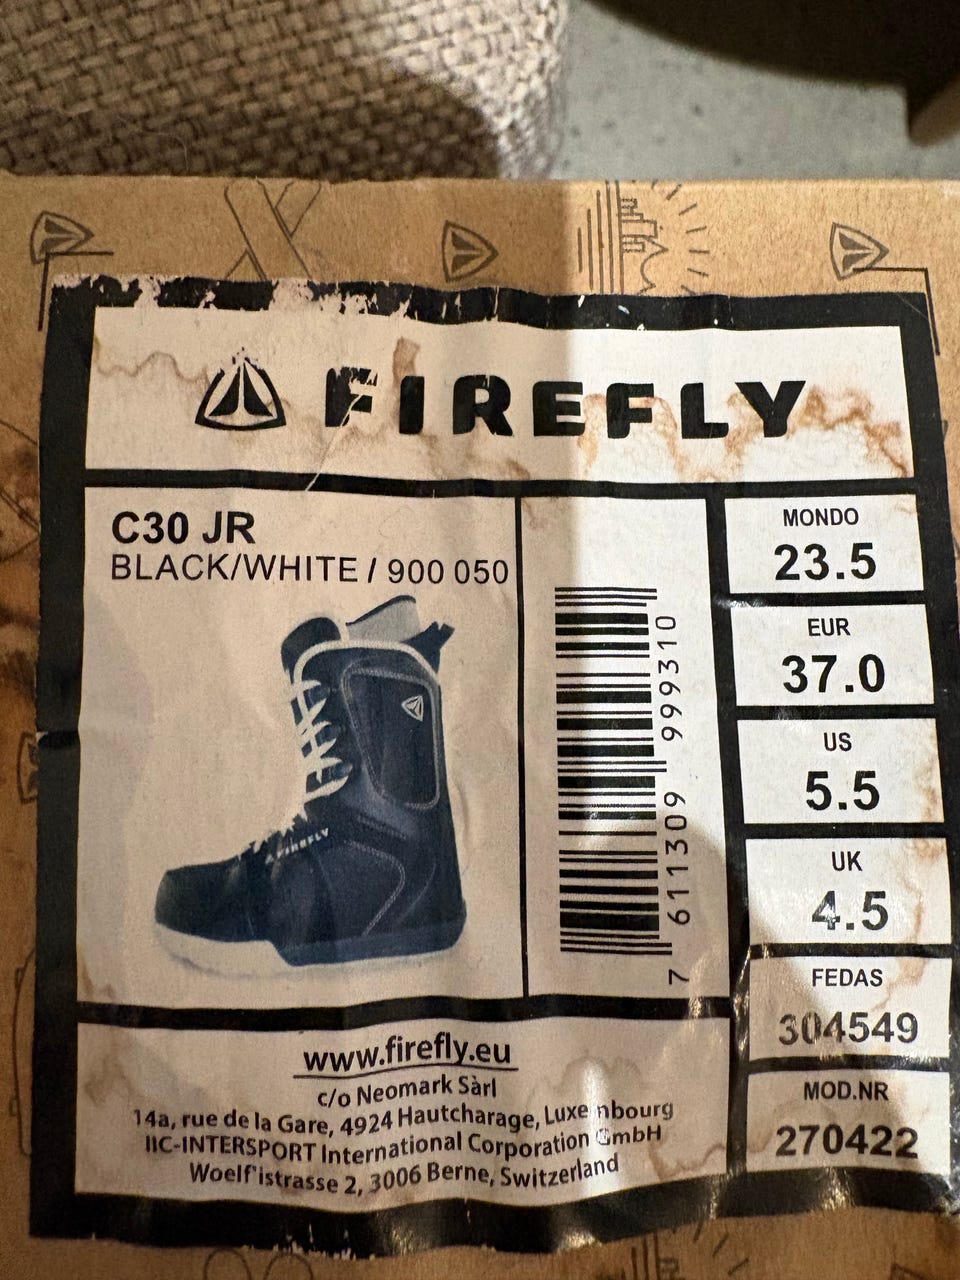 FIREFLY
C30 JR
BLACK/WHITE / 900 050
FIREFLY
7 611309 999310
MONDO
23.5
EUR
37.0
US
5.5
UK
4.5
FEDAS
304549
MOD.NR
270422
www.firefly.eu
c/o Neomark Sàrl
14a, rue de la Gare, 4924 Hautcharage, Luxembourg
IIC-INTERSPORT International Corporation GmbH
Woelf'istrasse 2, 3006 Berne, Switzerland